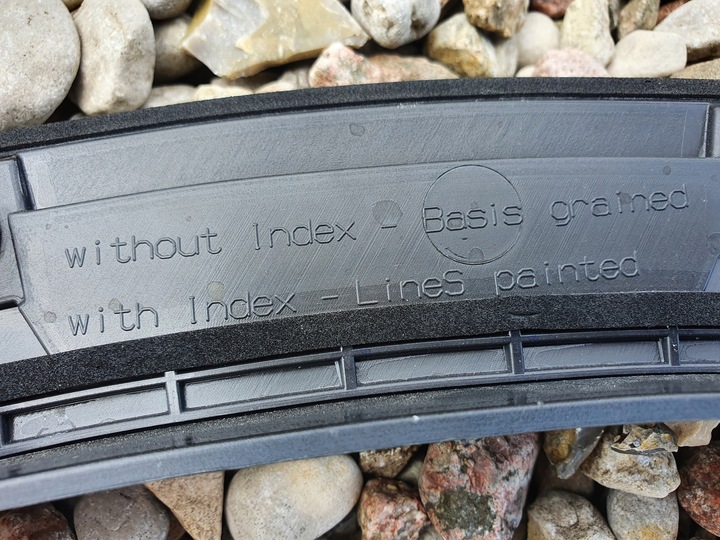 without Index - Basis grained
with Index - LineS painted